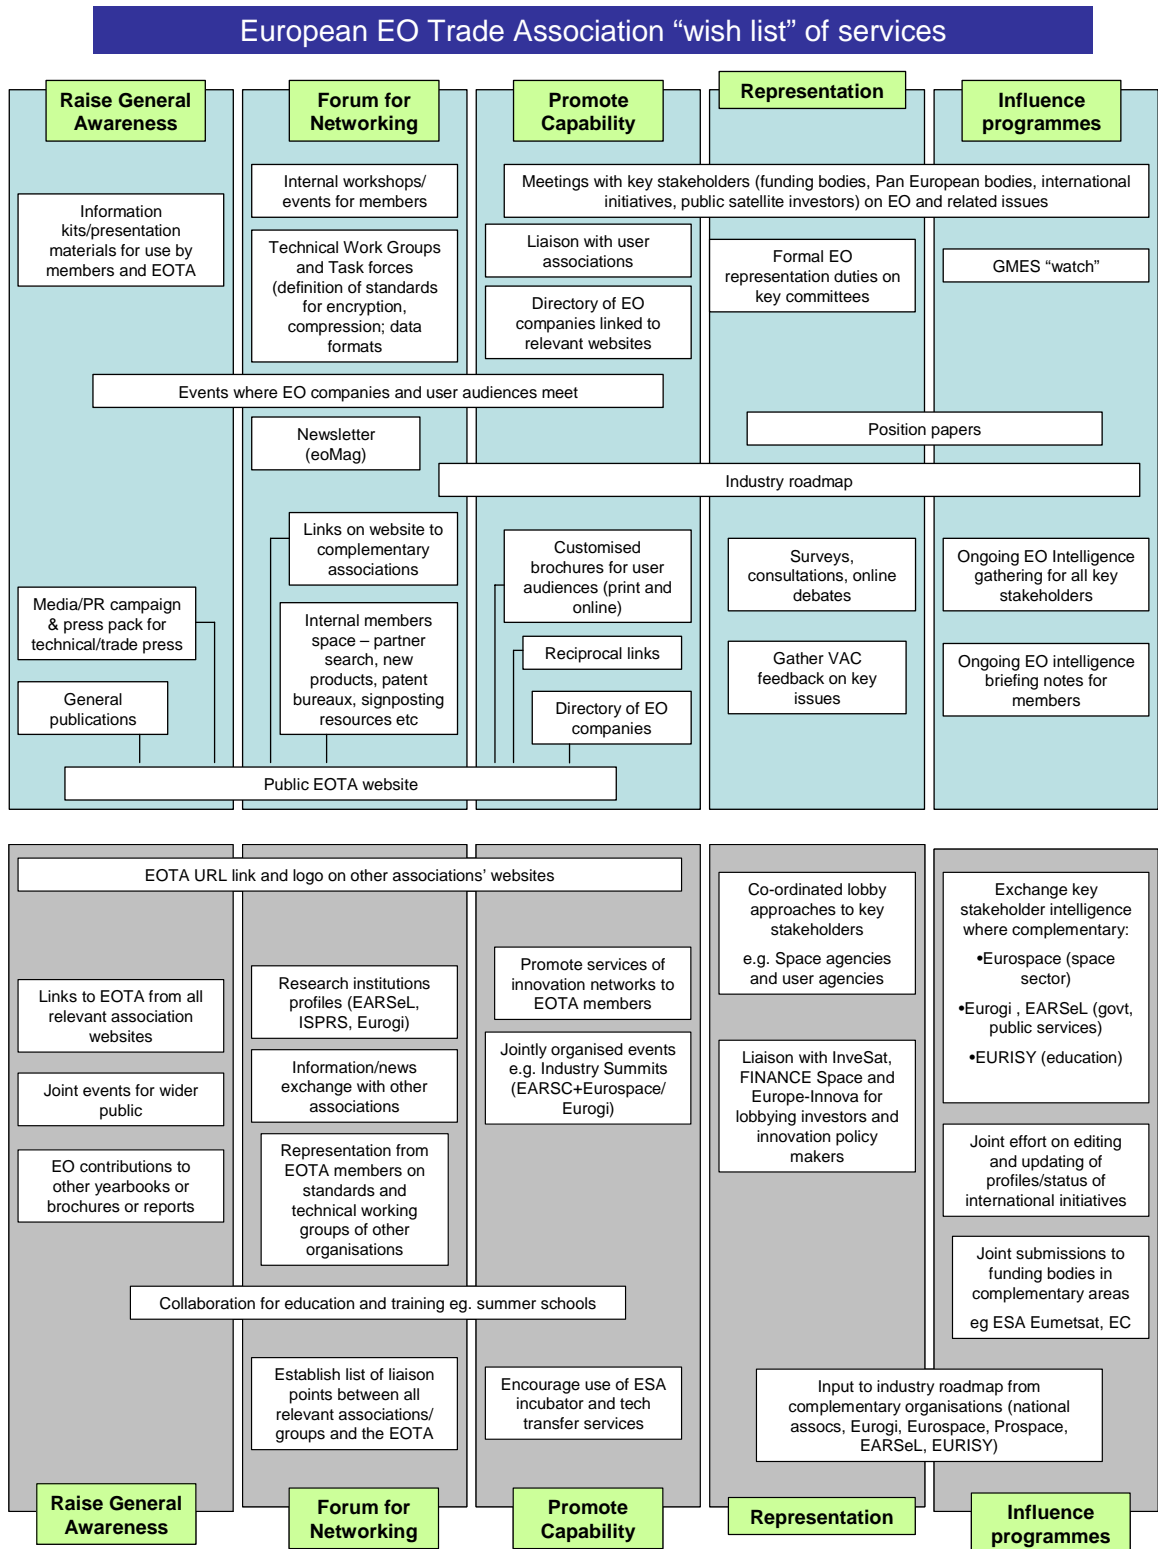 European EO Trade Association “wish list” of services
Raise General
Awareness
Forum for
Networking
Promote
Capability
Representation
Influence
programmes
Information
kits/presentation
materials for use by
members and EOTA
Internal workshops/
events for members
Meetings with key stakeholders (funding bodies, Pan European bodies, international
initiatives, public satellite investors) on EO and related issues
Technical Work Groups
and Task forces
(definition of standards
for encryption,
compression; data
formats
Liaison with user
associations
Directory of EO
companies linked to
relevant websites
Formal EO
representation duties on
key committees
GMES “watch”
Events where EO companies and user audiences meet
Newsletter
(eoMag)
Position papers
Industry roadmap
Links on website to
complementary
associations
Customised
brochures for user
audiences (print and
online)
Surveys,
consultations, online
debates
Ongoing EO Intelligence
gathering for all key
stakeholders
Media/PR campaign
& press pack for
technical/trade press
Internal members
space – partner
search, new
products, patent
bureaux, signposting
resources etc
Reciprocal links
Gather VAC
feedback on key
issues
Ongoing EO intelligence
briefing notes for
members
General
publications
Directory of EO
companies
Public EOTA website
EOTA URL link and logo on other associations’ websites
Co-ordinated lobby
approaches to key
stakeholders
e.g. Space agencies
and user agencies
Exchange key
stakeholder intelligence
where complementary:
•Eurospace (space
sector)
•Eurogi , EARSeL (govt,
public services)
•EURISY (education)
Links to EOTA from all
relevant association
websites
Research institutions
profiles (EARSeL,
ISPRS, Eurogi)
Promote services of
innovation networks to
EOTA members
Joint events for wider
public
Information/news
exchange with other
associations
Jointly organised events
e.g. Industry Summits
(EARSC+Eurospace/
Eurogi)
Liaison with InveSat,
FINANCE Space and
Europe-Innova for
lobbying investors and
innovation policy
makers
EO contributions to
other yearbooks or
brochures or reports
Representation from
EOTA members on
standards and
technical working
groups of other
organisations
Joint effort on editing
and updating of
profiles/status of
international initiatives
Joint submissions to
funding bodies in
complementary areas
eg ESA Eumetsat, EC
Collaboration for education and training eg. summer schools
Establish list of liaison
points between all
relevant associations/
groups and the EOTA
Encourage use of ESA
incubator and tech
transfer services
Input to industry roadmap from
complementary organisations (national
assocs, Eurogi, Eurospace, Prospace,
EARSeL, EURISY)
Raise General
Awareness
Forum for
Networking
Promote
Capability
Representation
Influence
programmes